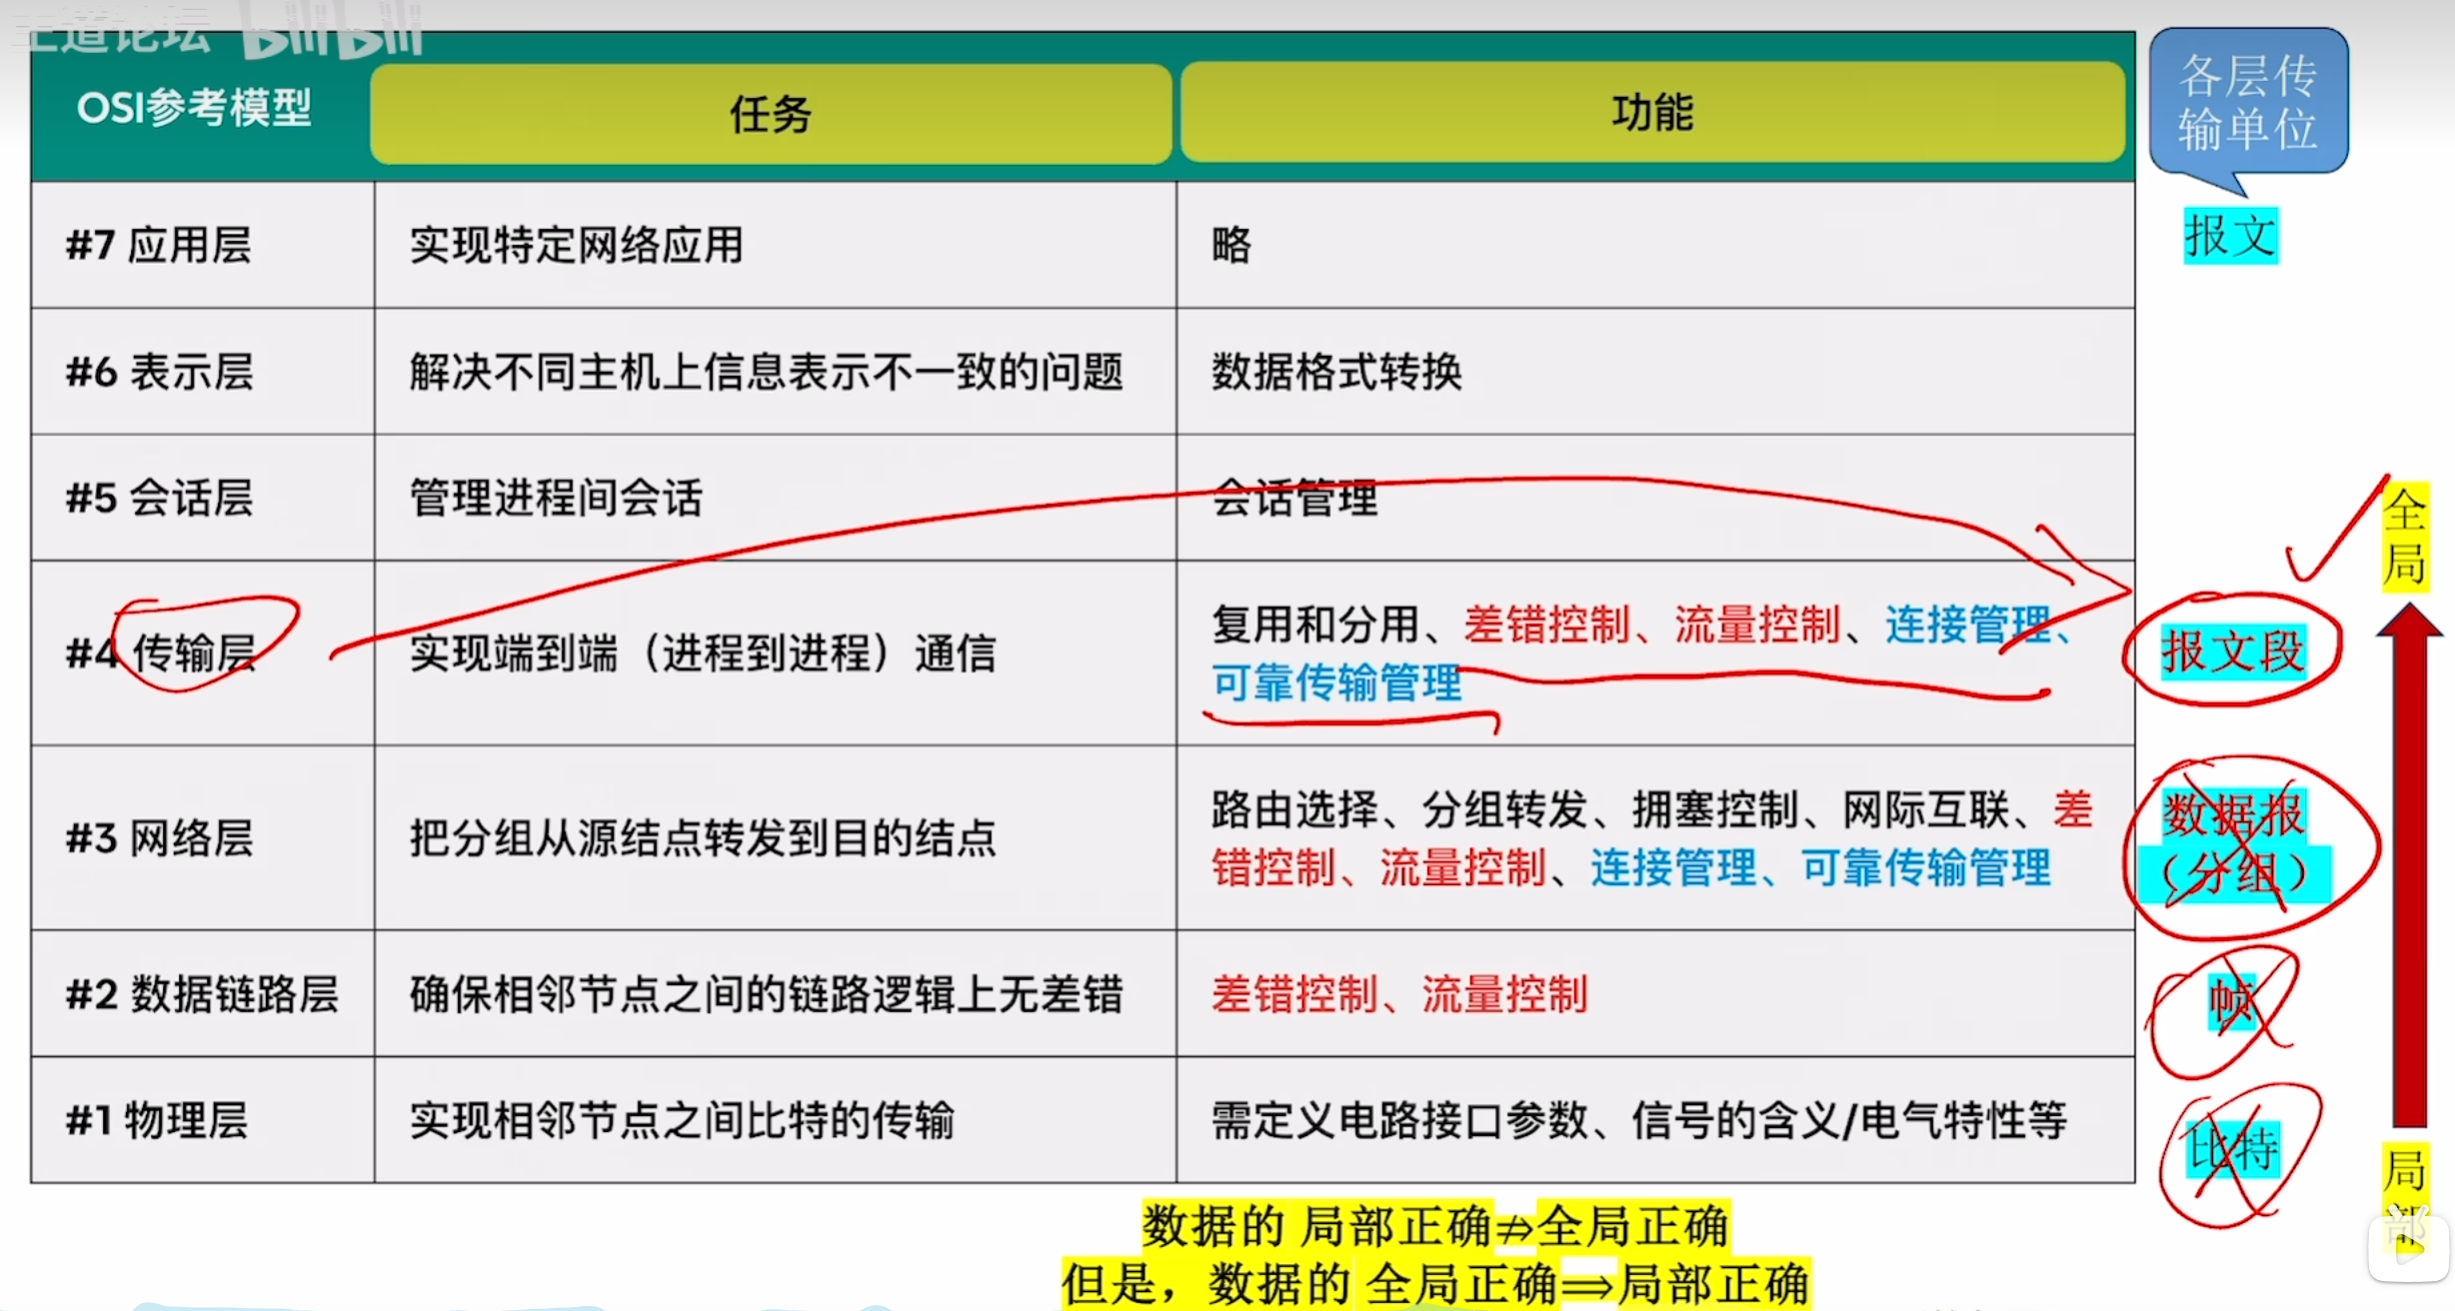 王道论坛 bilibili
OSI参考模型 任务 功能
各层传
输单位
#7 应用层 实现特定网络应用 略 报文
#6 表示层 解决不同主机上信息表示不一致的问题 数据格式转换
#5 会话层 管理进程间会话 会话管理
全
局
#4 传输层 实现端到端（进程到进程）通信 复用和分用、差错控制、流量控制、连接管理、
可靠传输管理
报文段
#3 网络层 把分组从源结点转发到目的结点 路由选择、分组转发、拥塞控制、网际互联、差
错控制、流量控制、连接管理、可靠传输管理
数据报
（分组）
#2 数据链路层 确保相邻节点之间的链路逻辑上无差错 差错控制、流量控制 帧
#1 物理层 实现相邻节点之间比特的传输 需定义电路接口参数、信号的含义/电气特性等 比特
局
部
数据的 局部正确⇏全局正确
但是，数据的 全局正确⟹局部正确